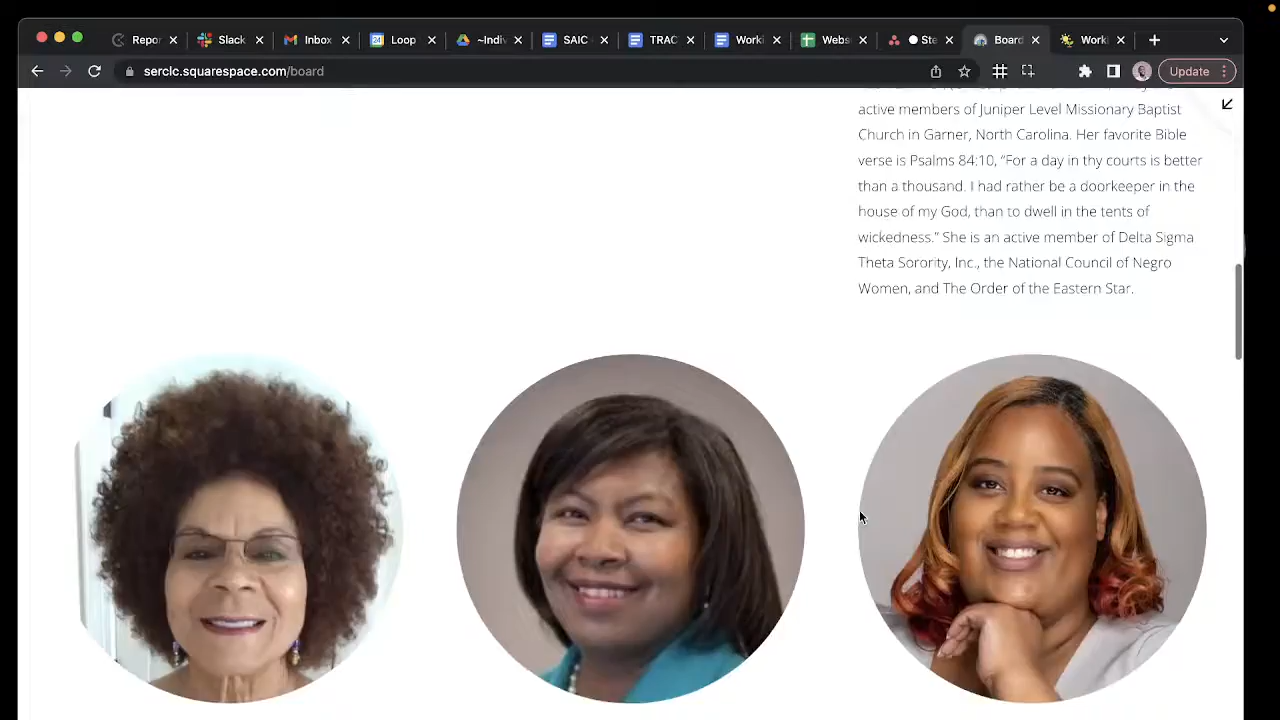 Repor
Slack
Inbox
Loop
~Indiv
SAIC
TRAC
Worki
Webs
Ste
Board
Worki
serclc.squarespace.com/board
Update
active members of Juniper Level Missionary Baptist
Church in Garner, North Carolina. Her favorite Bible
verse is Psalms 84:10, “For a day in thy courts is better
than a thousand. I had rather be a doorkeeper in the
house of my God, than to dwell in the tents of
wickedness.” She is an active member of Delta Sigma
Theta Sorority, Inc., the National Council of Negro
Women, and The Order of the Eastern Star.